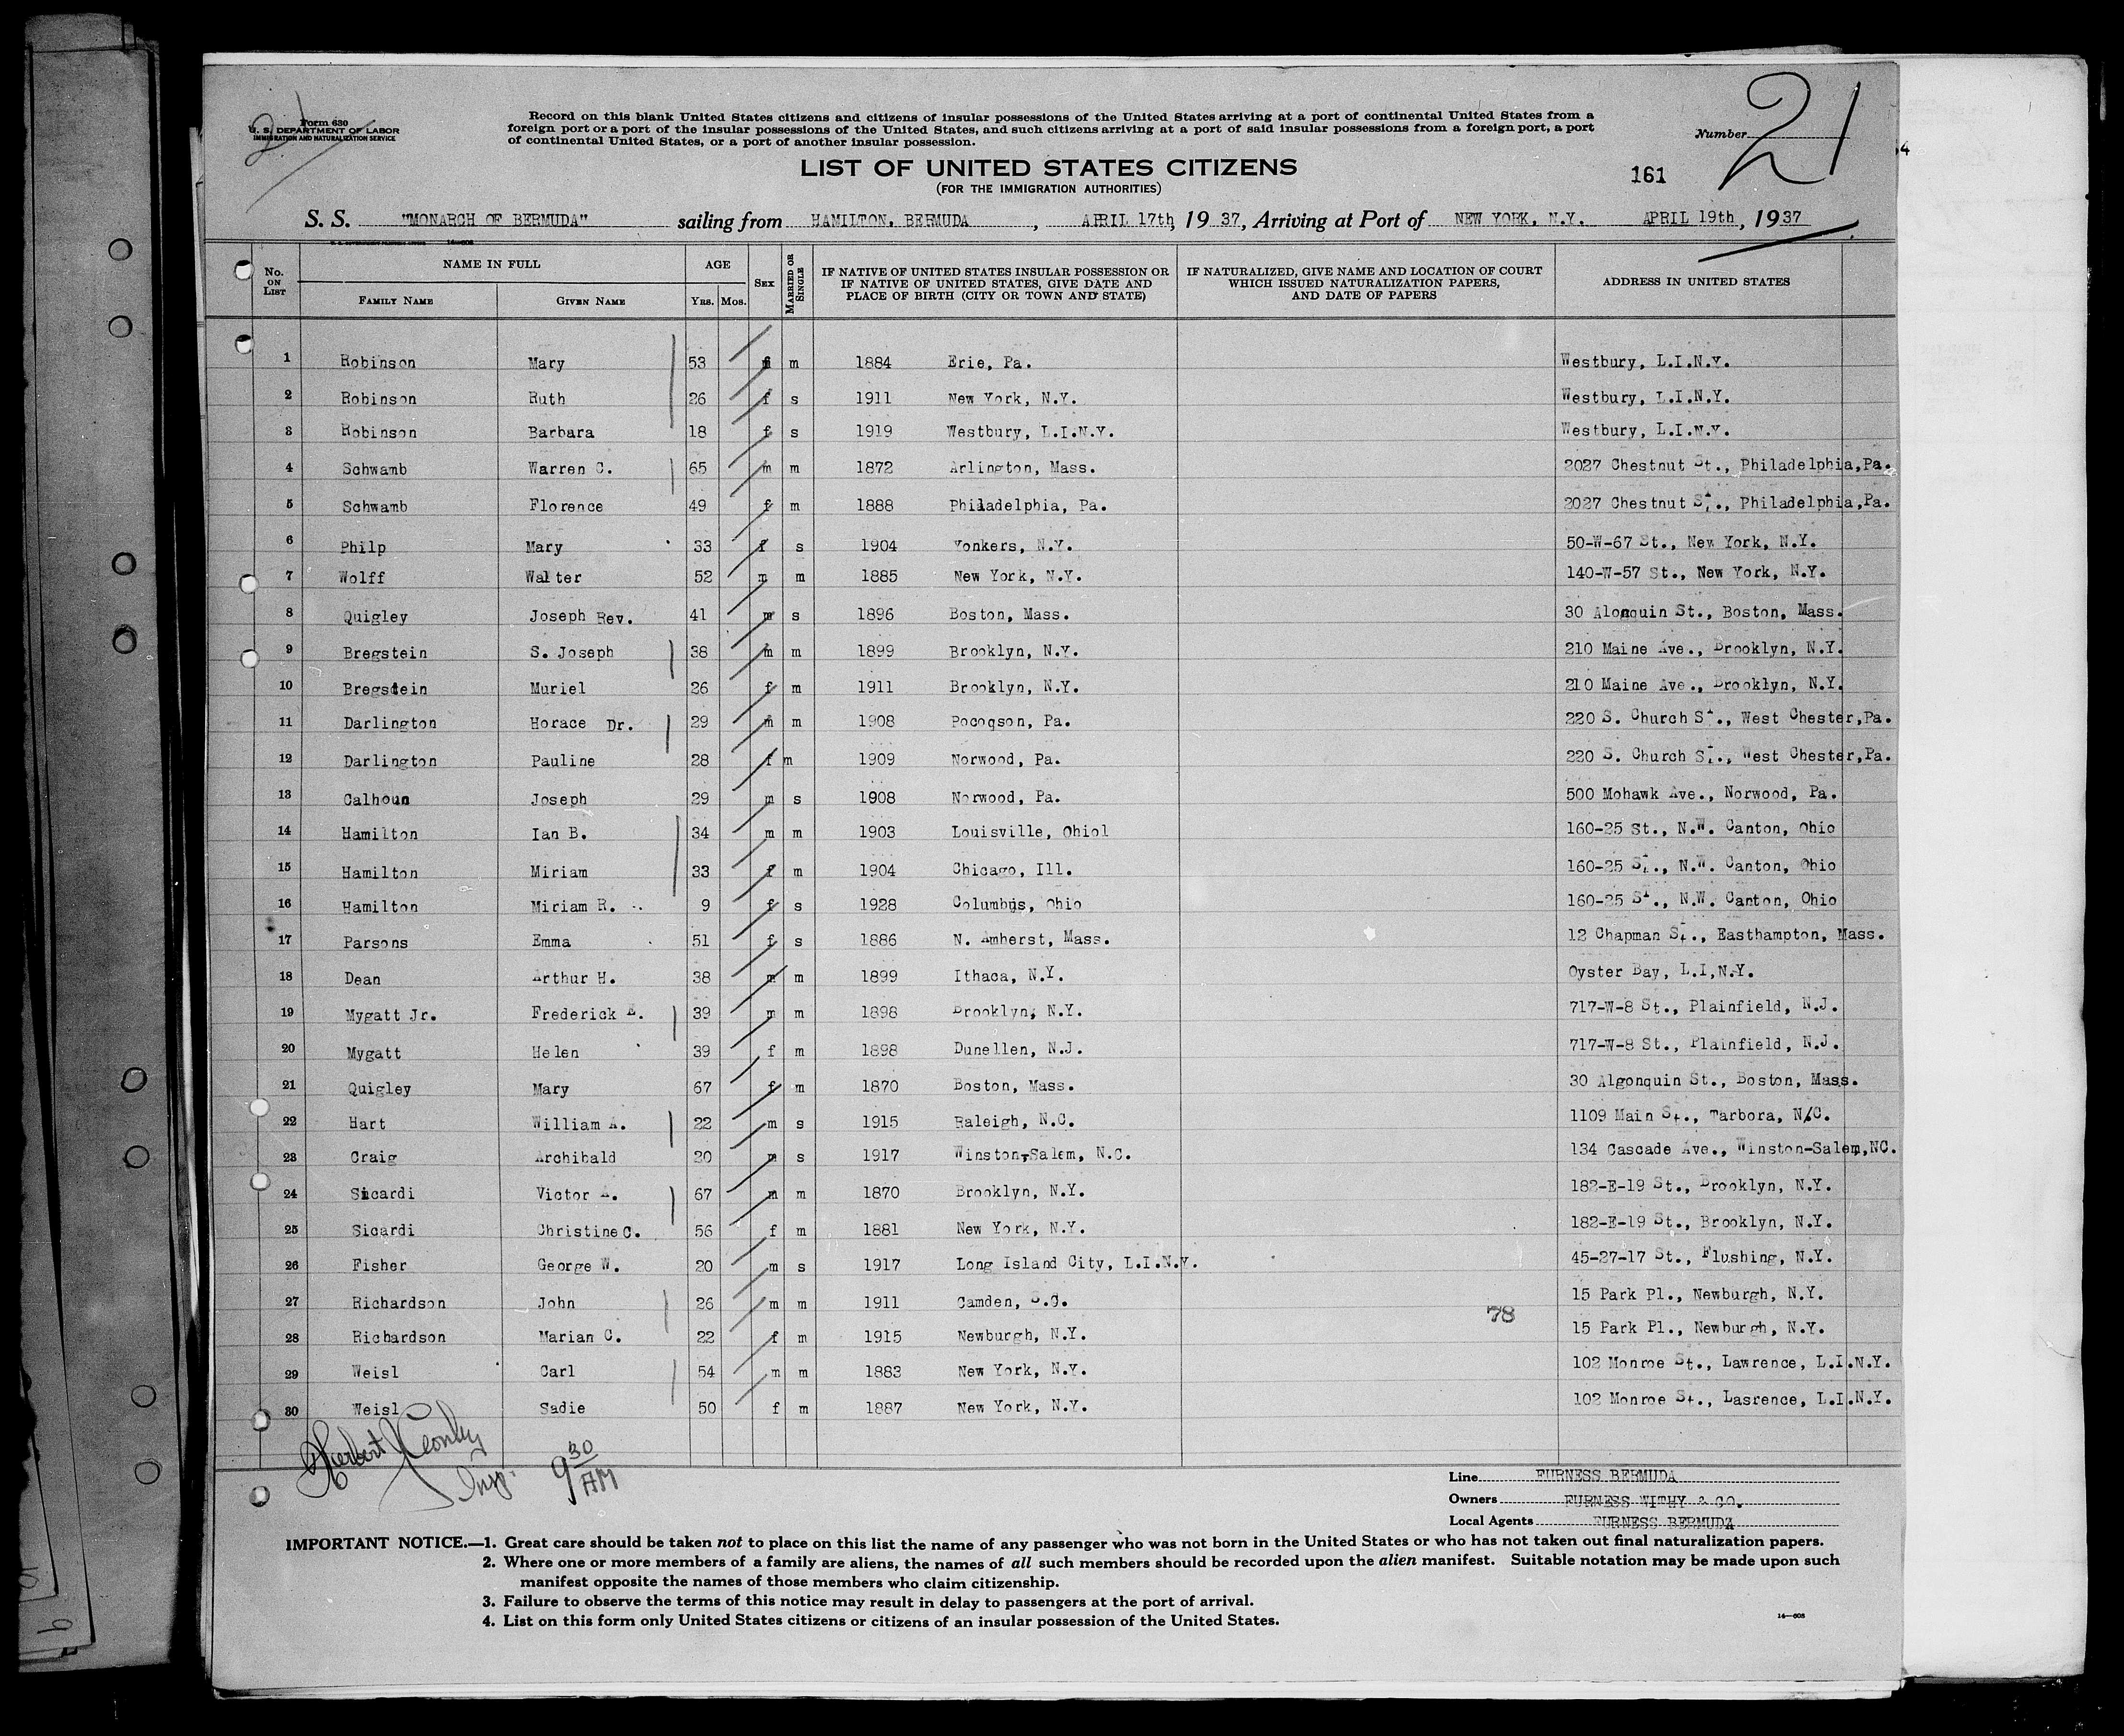 Form 630
U. S. DEPARTMENT OF LABOR
IMMIGRATION AND NATURALIZATION SERVICE
21
Record on this blank United States citizens and citizens of insular possessions of the United States arriving at a port of continental United States from a
foreign port or a port of the insular possessions of the United States, and such citizens arriving at a port of said insular possessions from a foreign port, a port
of continental United States, or a port of another insular possession.
Number 21
LIST OF UNITED STATES CITIZENS
(FOR THE IMMIGRATION AUTHORITIES)
161
S. S. "MONARCH OF BERMUDA" sailing from HAMILTON, BERMUDA, APRIL 17th, 1937, Arriving at Port of NEW YORK, N.Y. APRIL 19th, 1937
No. ON LIST NAME IN FULL FAMILY NAME GIVEN NAME AGE Yrs. Mos. SEX MARRIED OR SINGLE IF NATIVE OF UNITED STATES INSULAR POSSESSION OR IF NATIVE OF UNITED STATES, GIVE DATE AND PLACE OF BIRTH (CITY OR TOWN AND STATE) IF NATURALIZED, GIVE NAME AND LOCATION OF COURT WHICH ISSUED NATURALIZATION PAPERS, AND DATE OF PAPERS ADDRESS IN UNITED STATES
1 Robinson Mary 53 f m 1884 Erie, Pa. Westbury, L.I.N.Y.
2 Robinson Ruth 26 f s 1911 New York, N.Y. Westbury, L.I.N.Y.
3 Robinson Barbara 18 f s 1919 Westbury, L.I.N.Y. Westbury, L.I.N.Y.
4 Schwamb Warren C. 65 m m 1872 Arlington, Mass. 2027 Chestnut St., Philadelphia,Pa.
5 Schwamb Florence 49 f m 1888 Philadelphia, Pa. 2027 Chestnut St., Philadelphia,Pa.
6 Philp Mary 33 f s 1904 Yonkers, N.Y. 50-W-67 St., New York, N.Y.
7 Wolff Walter 52 m m 1885 New York, N.Y. 140-W-57 St., New York, N.Y.
8 Quigley Joseph Rev. 41 m s 1896 Boston, Mass. 30 Alonquin St., Boston, Mass.
9 Bregstein S. Joseph 38 m m 1899 Brooklyn, N.Y. 210 Maine Ave., Brooklyn, N.Y.
10 Bregstein Muriel 26 f m 1911 Brooklyn, N.Y. 210 Maine Ave., Brooklyn, N.Y.
11 Darlington Horace Dr. 29 m m 1908 Pocoqson, Pa. 220 S. Church St., West Chester,Pa.
12 Darlington Pauline 28 f m 1909 Norwood, Pa. 220 S. Church St., West Chester,Pa.
13 Calhoun Joseph 29 m s 1908 Norwood, Pa. 500 Mohawk Ave., Norwood, Pa.
14 Hamilton Ian B. 34 m m 1903 Louisville, Ohiol 160-25 St., N.W. Canton, Ohio
15 Hamilton Miriam 33 f m 1904 Chicago, Ill. 160-25 St., N.W. Canton, Ohio
16 Hamilton Miriam R. 9 f s 1928 Columbus, Ohio 160-25 St., N.W. Canton, Ohio
17 Parsons Emma 51 f s 1886 N. Amherst, Mass. 12 Chapman St., Easthampton, Mass.
18 Dean Arthur H. 38 m m 1899 Ithaca, N.Y. Oyster Bay, L.I,N.Y.
19 Mygatt Jr. Frederick E. 39 m m 1898 Brooklyn, N.Y. 717-W-8 St., Plainfield, N.J.
20 Mygatt Helen 39 f m 1898 Dunellen, N.J. 717-W-8 St., Plainfield, N.J.
21 Quigley Mary 67 f m 1870 Boston, Mass. 30 Algonquin St., Boston, Mass.
22 Hart William A. 22 m s 1915 Raleigh, N.C. 1109 Main St., Tarbora, N.C.
23 Craig Archibald 20 m s 1917 Winston-Salem, N.C. 134 Cascade Ave., Winston-Salem,NC.
24 Sicardi Victor A. 67 m m 1870 Brooklyn, N.Y. 182-E-19 St., Brooklyn, N.Y.
25 Sicardi Christine C. 56 f m 1881 New York, N.Y. 182-E-19 St., Brooklyn, N.Y.
26 Fisher George W. 20 m s 1917 Long Island City, L.I.N.Y. 45-27-17 St., Flushing, N.Y.
27 Richardson John 26 m m 1911 Camden, S.C. 15 Park Pl., Newburgh, N.Y.
78
28 Richardson Marian C. 22 f m 1915 Newburgh, N.Y. 15 Park Pl., Newburgh, N.Y.
29 Weisl Carl 54 m m 1883 New York, N.Y. 102 Monroe St., Lawrence, L.I.N.Y.
30 Weisl Sadie 50 f m 1887 New York, N.Y. 102 Monroe St., Lasrence, L.I.N.Y.
Herbert Insp. 9 30 AM
Line FURNESS BERMUDA
Owners FURNESS WITHY & CO.
Local Agents FURNESS BERMUDA
IMPORTANT NOTICE.—1. Great care should be taken not to place on this list the name of any passenger who was not born in the United States or who has not taken out final naturalization papers.
2. Where one or more members of a family are aliens, the names of all such members should be recorded upon the alien manifest. Suitable notation may be made upon such
manifest opposite the names of those members who claim citizenship.
3. Failure to observe the terms of this notice may result in delay to passengers at the port of arrival.
4. List on this form only United States citizens or citizens of an insular possession of the United States.
14—608